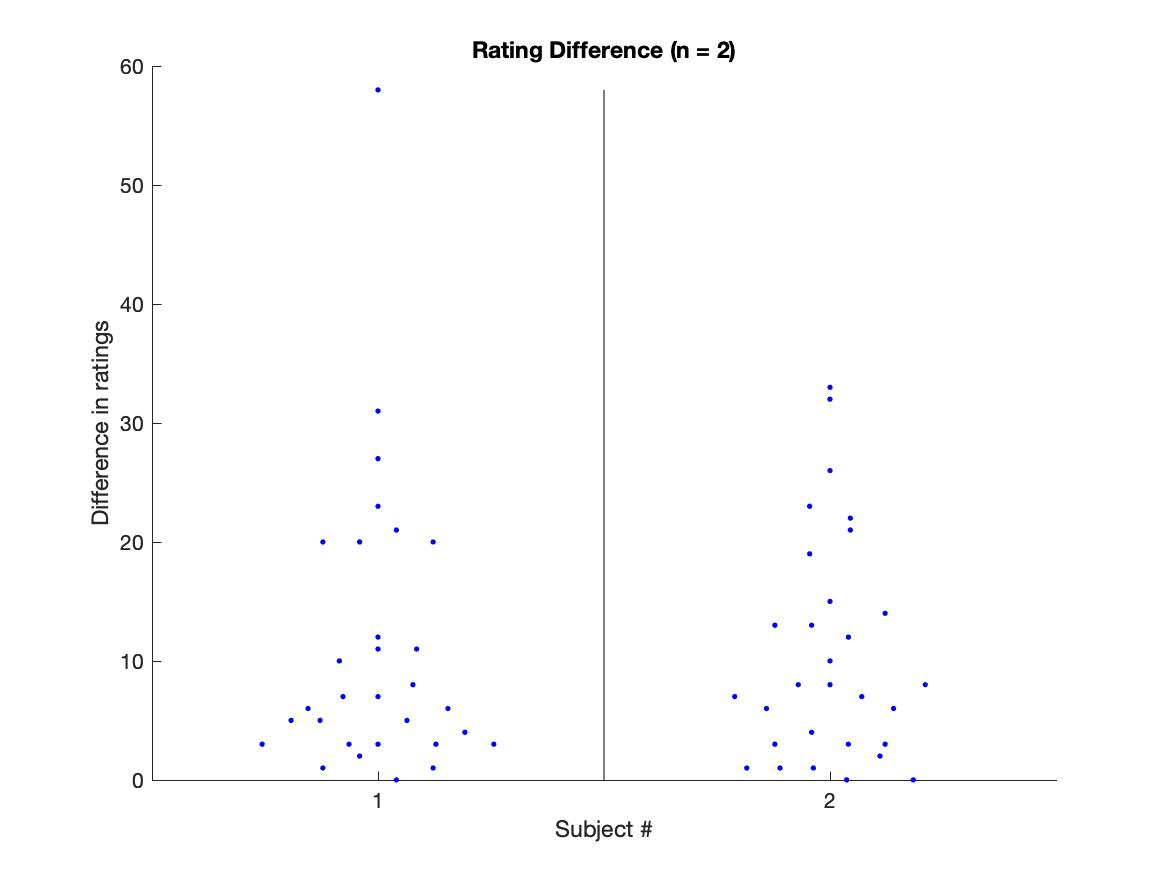 Rating Difference (n = 2)
60
50
40
30
20
10
0
Difference in ratings
1 2
Subject #